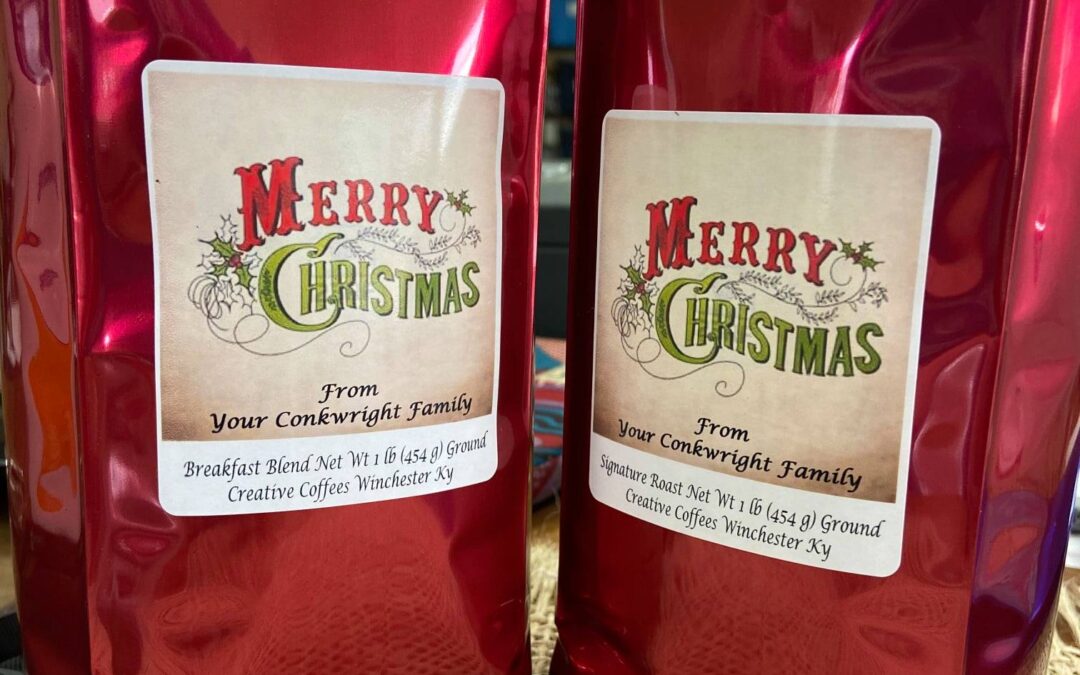 MERRY
CHRISTMAS
From
Your Conkwright Family
Breakfast Blend Net Wt 1 lb (454 g) Ground
Creative Coffees Winchester Ky
MERRY
CHRISTMAS
From
Your Conkwright Family
Signature Roast Net Wt 1 lb (454 g) Ground
Creative Coffees Winchester Ky